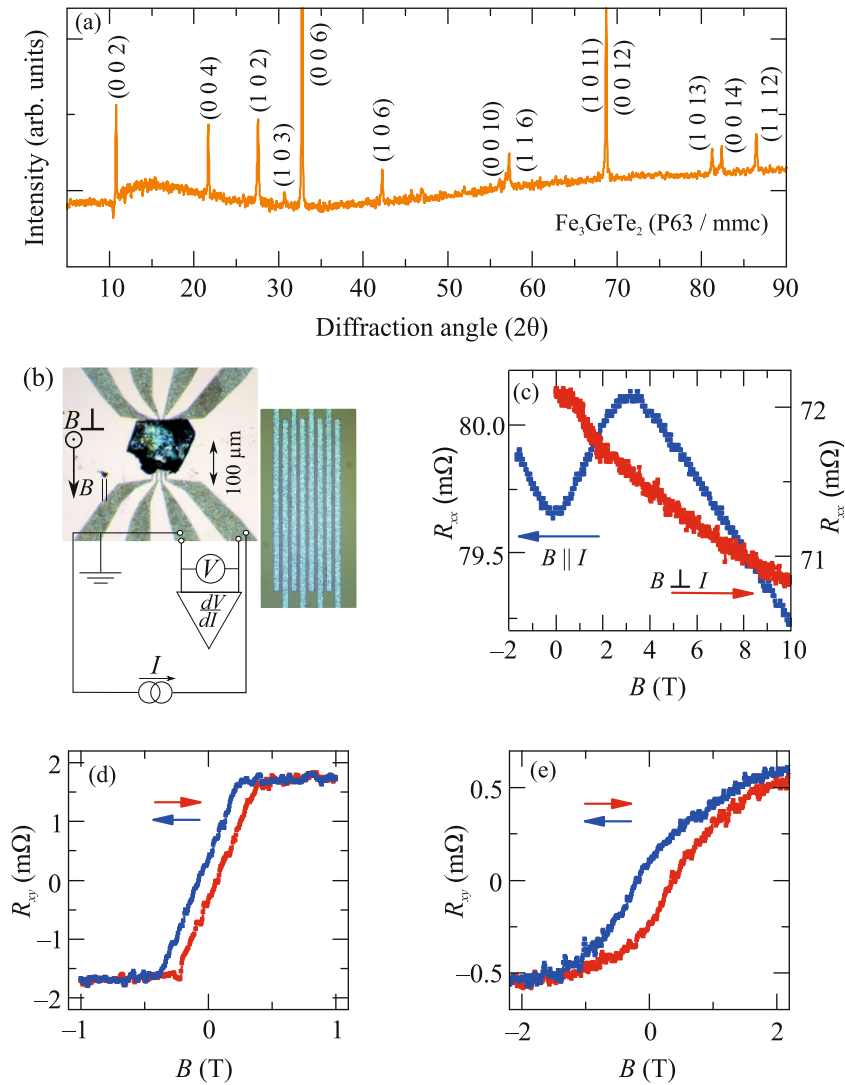 (a)
Intensity (arb. units)
(0 0 2)
(0 0 4)
(1 0 2)
(1 0 3)
(0 0 6)
(1 0 6)
(0 0 10)
(1 1 6)
(1 0 11)
(0 0 12)
(1 0 13)
(0 0 14)
(1 1 12)
Fe₃GeTe₂ (P63 / mmc)
10 20 30 40 50 60 70 80 90
Diffraction angle (2θ)
(b)
B⊥
B ||
100 μm
V
dV
dI
I
(c)
80.0
79.5
Rxx (mΩ)
72
71
Rxx (mΩ)
B || I
B ⊥ I
–2 0 2 4 6 8 10
B (T)
(d)
2
1
0
–1
–2
Rxy (mΩ)
–1 0 1
B (T)
(e)
0.5
0
–0.5
Rxy (mΩ)
–2 0 2
B (T)